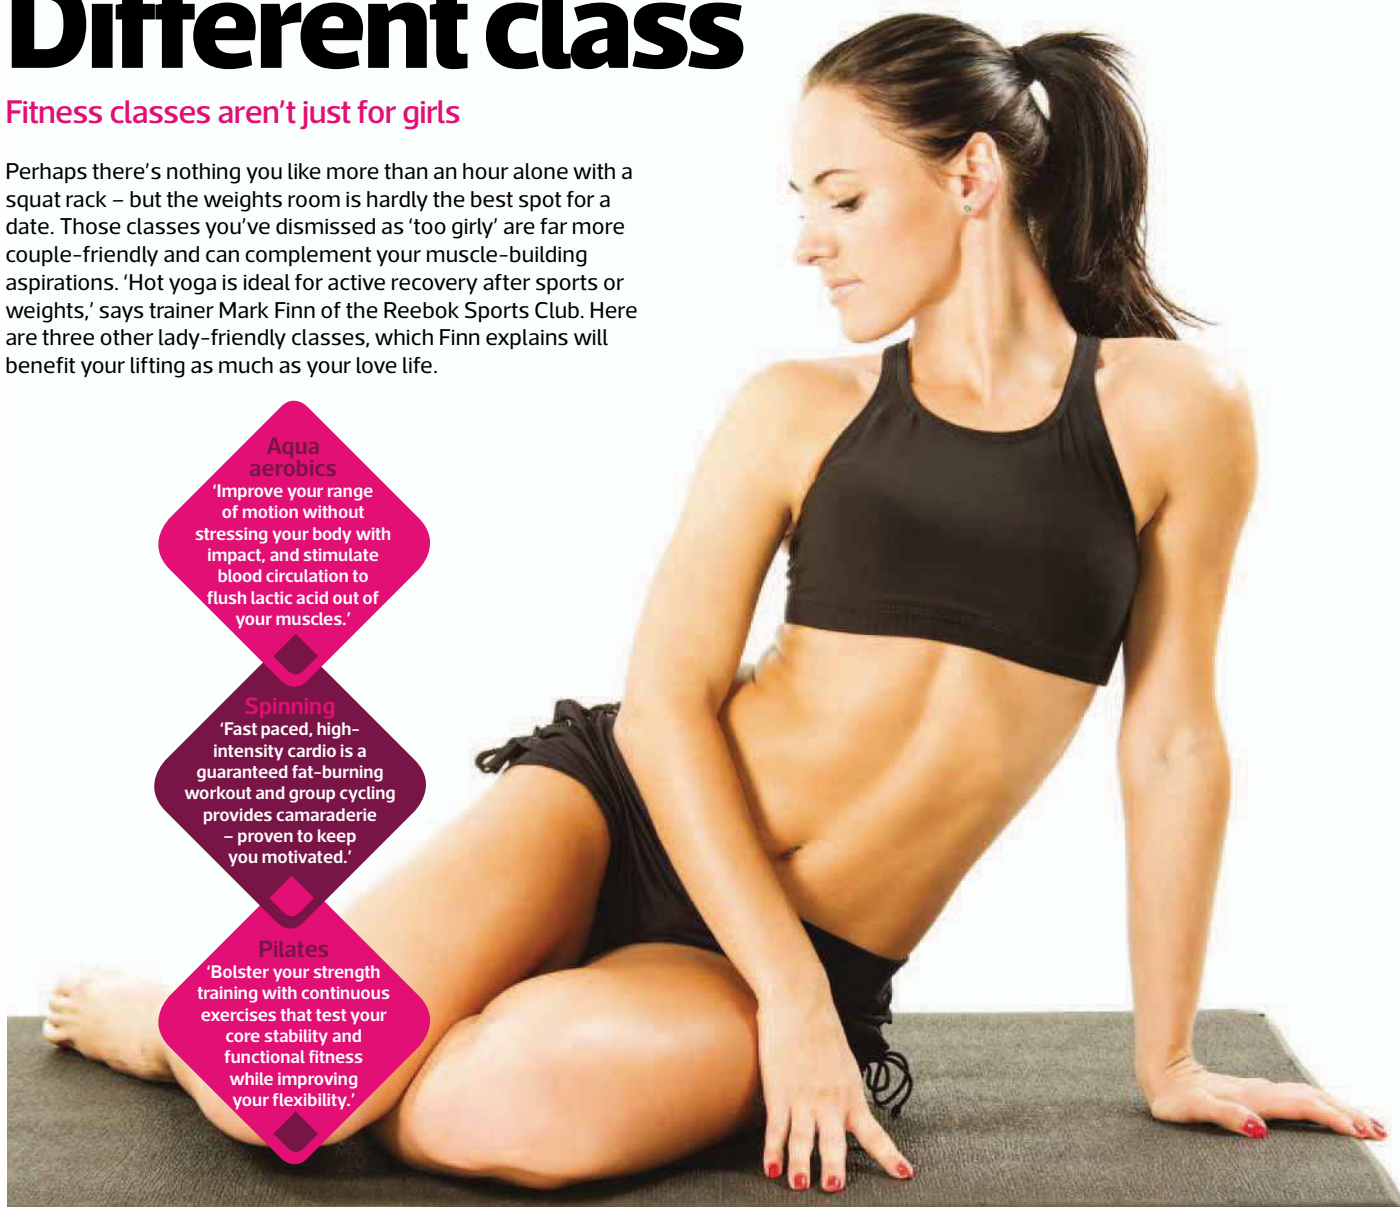 Different class
Fitness classes aren't just for girls
Perhaps there's nothing you like more than an hour alone with a
squat rack – but the weights room is hardly the best spot for a
date. Those classes you've dismissed as ‘too girly’ are far more
couple-friendly and can complement your muscle-building
aspirations. ‘Hot yoga is ideal for active recovery after sports or
weights,’ says trainer Mark Finn of the Reebok Sports Club. Here
are three other lady-friendly classes, which Finn explains will
benefit your lifting as much as your love life.
Aqua
aerobics
‘Improve your range
of motion without
stressing your body with
impact, and stimulate
blood circulation to
flush lactic acid out of
your muscles.’
Spinning
‘Fast paced, high-
intensity cardio is a
guaranteed fat-burning
workout and group cycling
provides camaraderie
– proven to keep
you motivated.’
Pilates
‘Bolster your strength
training with continuous
exercises that test your
core stability and
functional fitness
while improving
your flexibility.’